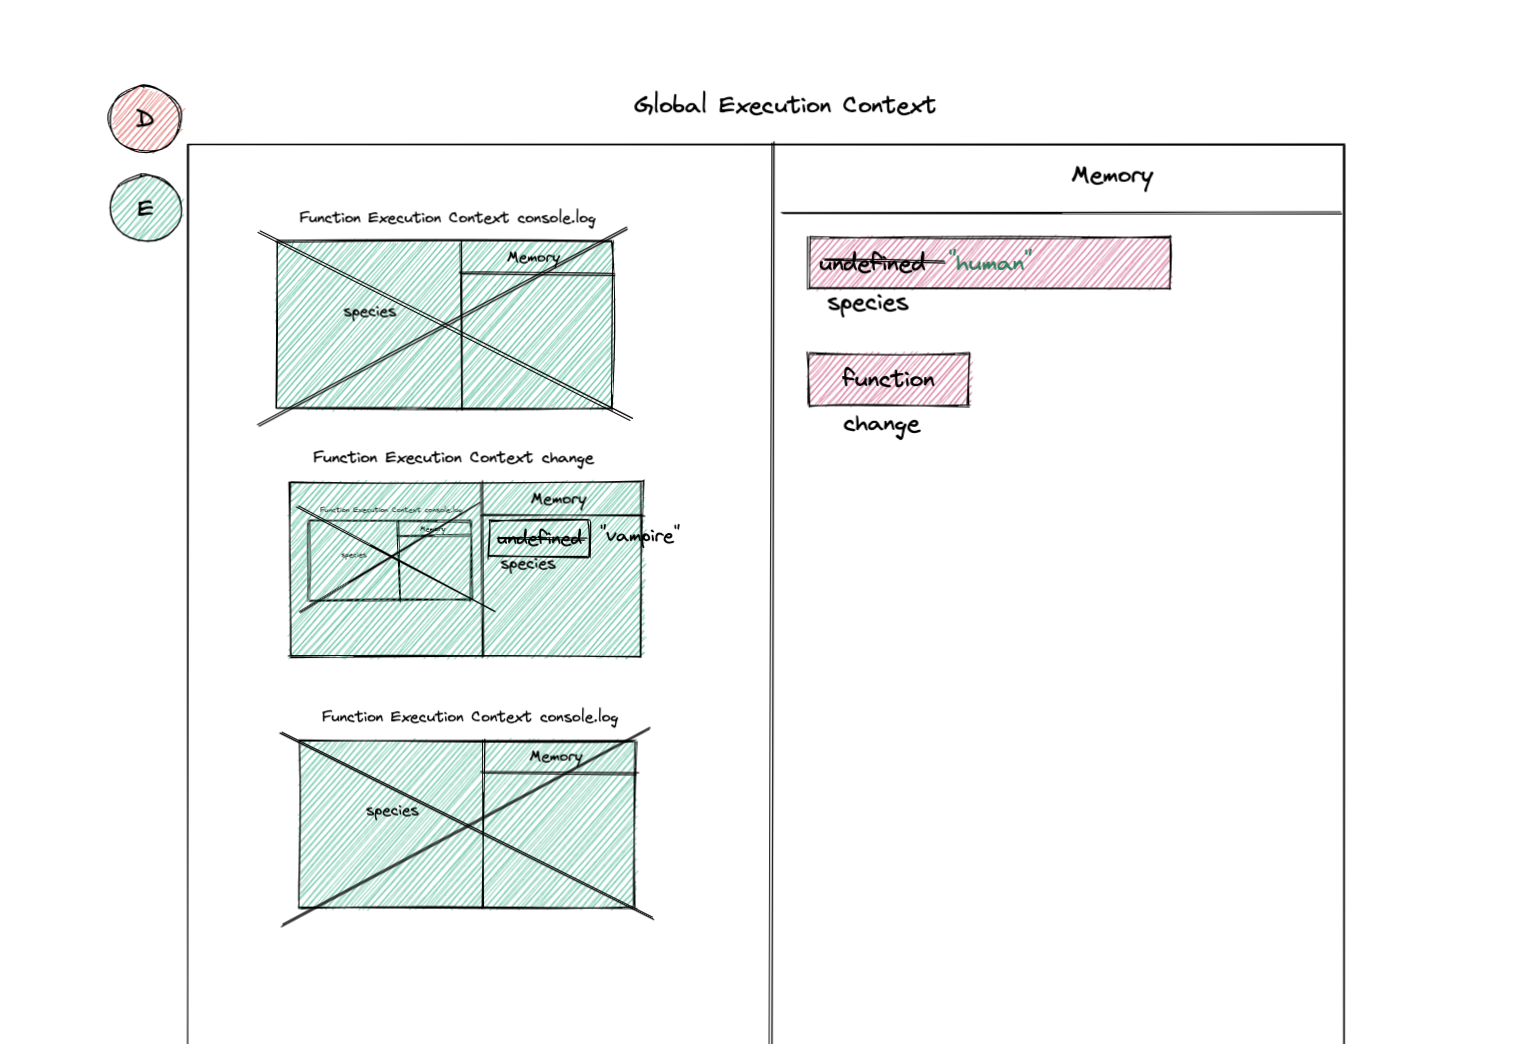 D
E
Global Execution Context
Memory
Function Execution Context console.log
Memory
species
undefined "human"
species
function
change
Function Execution Context change
Memory
Function Execution Context console.log
Memory
species
undefined "vampire"
species
Function Execution Context console.log
Memory
species